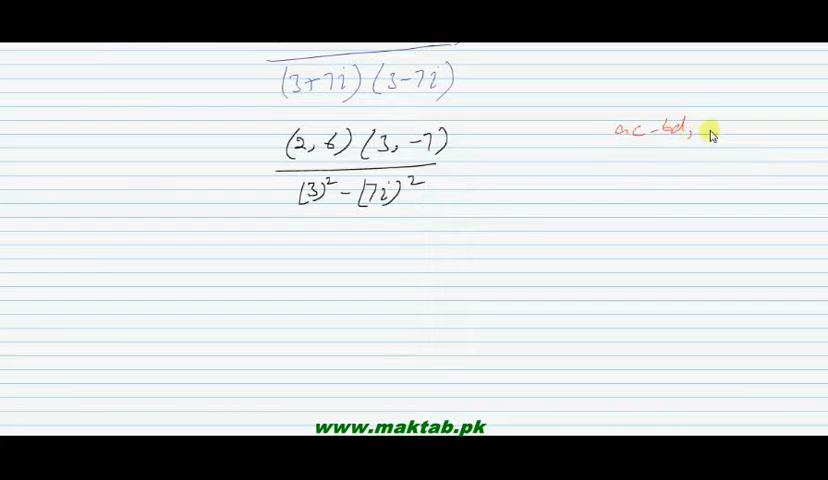 (3+7i) (3-7i)
(2, 6) (3, -7)
(3)² - (7i)²
ac-bd,
www.maktab.pk